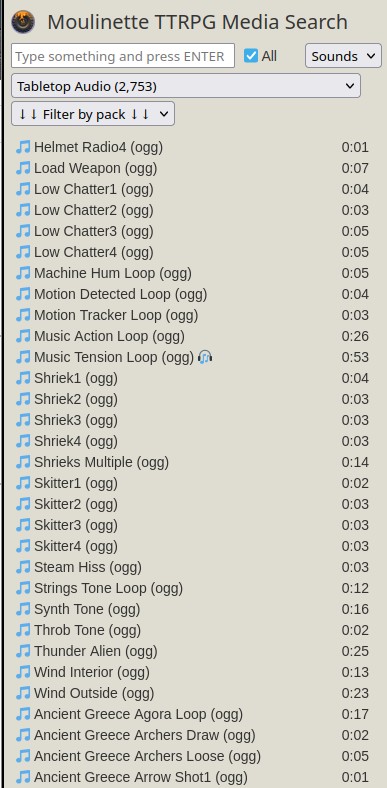 Moulinette TTRPG Media Search
Type something and press ENTER All Sounds
Tabletop Audio (2,753)
↓↓ Filter by pack ↓↓
Helmet Radio4 (ogg) 0:01
Load Weapon (ogg) 0:07
Low Chatter1 (ogg) 0:04
Low Chatter2 (ogg) 0:03
Low Chatter3 (ogg) 0:05
Low Chatter4 (ogg) 0:05
Machine Hum Loop (ogg) 0:05
Motion Detected Loop (ogg) 0:04
Motion Tracker Loop (ogg) 0:03
Music Action Loop (ogg) 0:26
Music Tension Loop (ogg) 0:53
Shriek1 (ogg) 0:04
Shriek2 (ogg) 0:03
Shriek3 (ogg) 0:03
Shriek4 (ogg) 0:03
Shrieks Multiple (ogg) 0:14
Skitter1 (ogg) 0:02
Skitter2 (ogg) 0:03
Skitter3 (ogg) 0:03
Skitter4 (ogg) 0:03
Steam Hiss (ogg) 0:03
Strings Tone Loop (ogg) 0:12
Synth Tone (ogg) 0:16
Throb Tone (ogg) 0:02
Thunder Alien (ogg) 0:25
Wind Interior (ogg) 0:13
Wind Outside (ogg) 0:23
Ancient Greece Agora Loop (ogg) 0:17
Ancient Greece Archers Draw (ogg) 0:02
Ancient Greece Archers Loose (ogg) 0:05
Ancient Greece Arrow Shot1 (ogg) 0:01